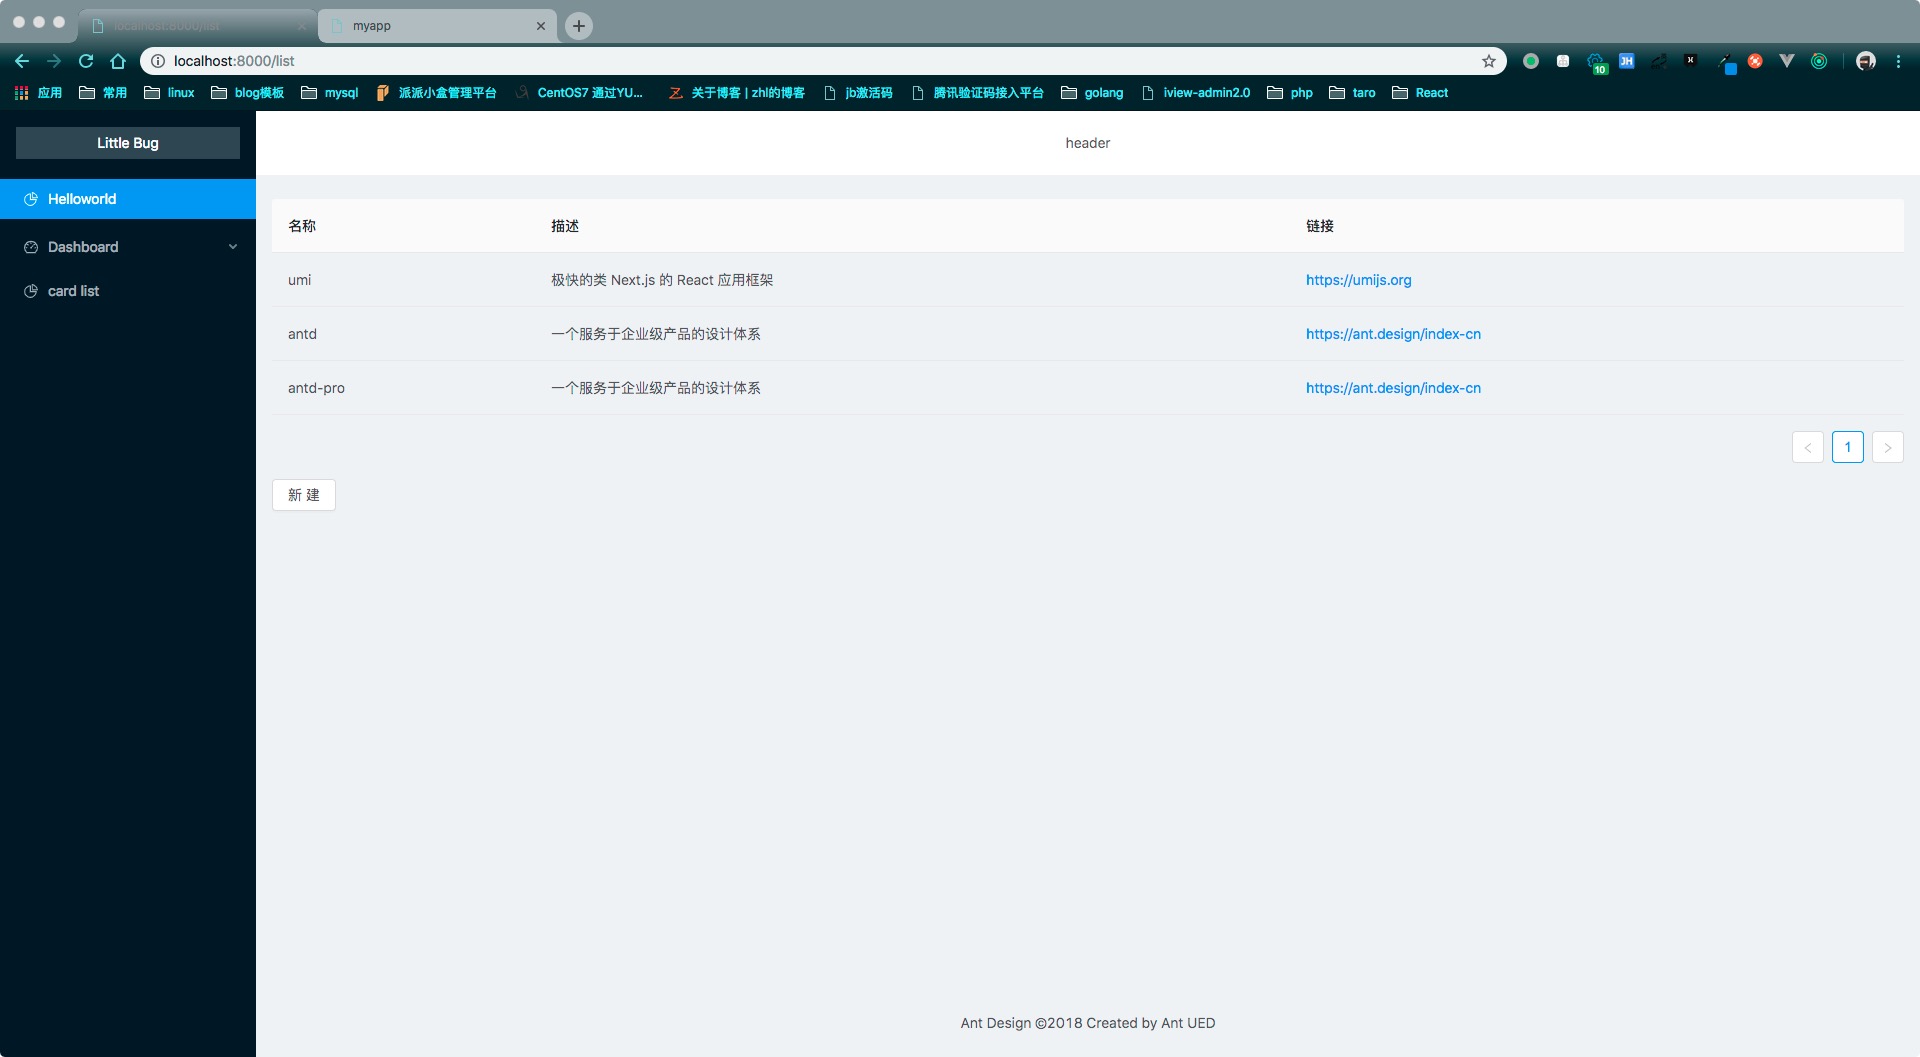 localhost:8000/list
myapp
localhost:8000/list
10
JH
应用 常用 linux blog模板 mysql 派派小盒管理平台 CentOS7 通过YU... 关于博客 | zhl的博客 jb激活码 腾讯验证码接入平台 golang iview-admin2.0 php taro React
Little Bug
header
Helloworld
Dashboard
card list
名称 描述 链接
umi 极快的类 Next.js 的 React 应用框架 https://umijs.org
antd 一个服务于企业级产品的设计体系 https://ant.design/index-cn
antd-pro 一个服务于企业级产品的设计体系 https://ant.design/index-cn
< 1 >
新 建
Ant Design ©2018 Created by Ant UED